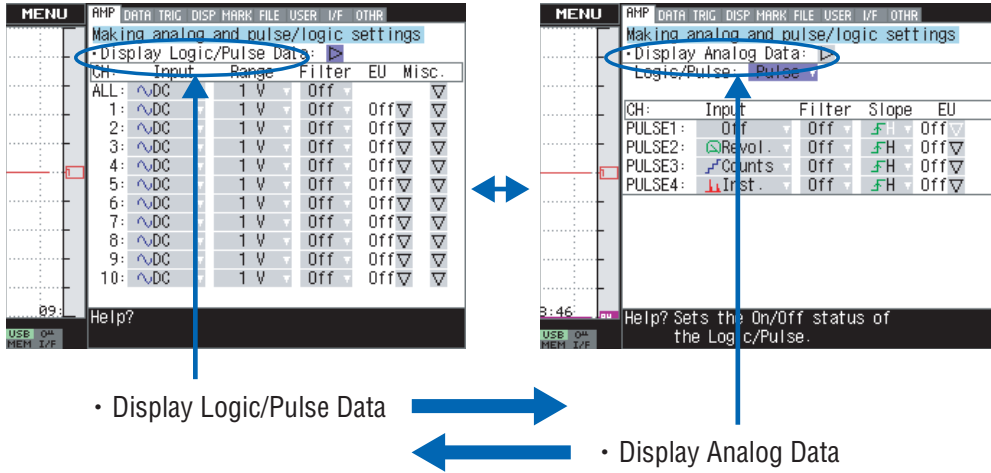 MENU
AMP DATA TRIG DISP MARK FILE USER I/F OTHR
Making analog and pulse/logic settings
・Display Logic/Pulse Data:
CH: Input Range Filter EU Misc.
ALL: DC 1 V Off
1: DC 1 V Off Off
2: DC 1 V Off Off
3: DC 1 V Off Off
4: DC 1 V Off Off
5: DC 1 V Off Off
6: DC 1 V Off Off
7: DC 1 V Off Off
8: DC 1 V Off Off
9: DC 1 V Off Off
10: DC 1 V Off Off
09:
Help?
USB
MEM I/F
MENU
AMP DATA TRIG DISP MARK FILE USER I/F OTHR
Making analog and pulse/logic settings
・Display Analog Data:
Logic/Pulse: Pulse
CH: Input Filter Slope EU
PULSE1: Off Off H Off
PULSE2: Revol. Off H Off
PULSE3: Counts Off H Off
PULSE4: Inst. Off H Off
3:46
Help? Sets the On/Off status of
the Logic/Pulse.
USB
MEM I/F
・Display Logic/Pulse Data
・Display Analog Data